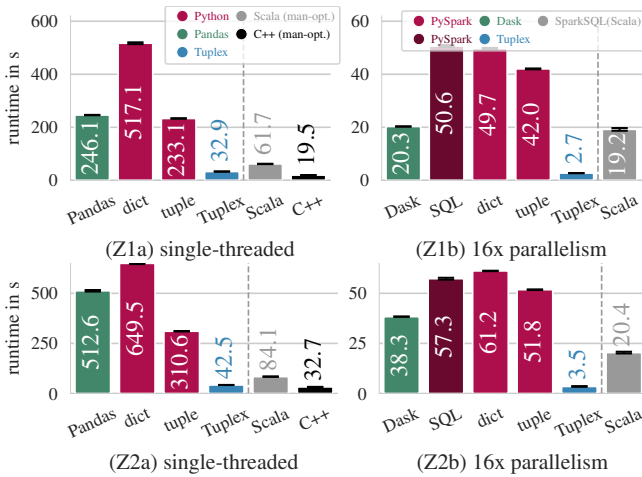 Python
Pandas
Tuplex
Scala (man-opt.)
C++ (man-opt.)
runtime in s
600
400
200
0
246.1
517.1
233.1
32.9
61.7
19.5
Pandas
dict
tuple
Tuplex
Scala
C++
(Z1a) single-threaded
PySpark
PySpark
Dask
Tuplex
SparkSQL(Scala)
60
40
20
0
20.3
50.6
49.7
42.0
2.7
19.2
Dask
SQL
dict
tuple
Tuplex
Scala
(Z1b) 16x parallelism
runtime in s
500
250
0
512.6
649.5
310.6
42.5
84.1
32.7
Pandas
dict
tuple
Tuplex
Scala
C++
(Z2a) single-threaded
50
25
0
38.3
57.3
61.2
51.8
3.5
20.4
Dask
SQL
dict
tuple
Tuplex
Scala
(Z2b) 16x parallelism